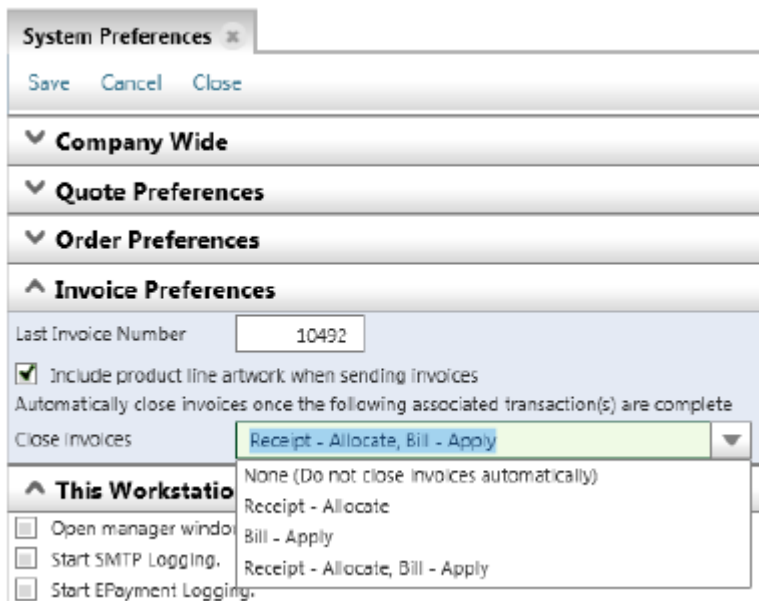 System Preferences
Save Cancel Close
Company Wide
Quote Preferences
Order Preferences
Invoice Preferences
Last Invoice Number 10492
Include product line artwork when sending invoices
Automatically close invoices once the following associated transaction(s) are complete
Close Invoices Receipt - Allocate, Bill - Apply
None (Do not close invoices automatically)
This Workstatio
Receipt - Allocate
Open manager windo
Bill - Apply
Start SMTP Logging.
Receipt - Allocate, Bill - Apply
Start EPayment Logging.